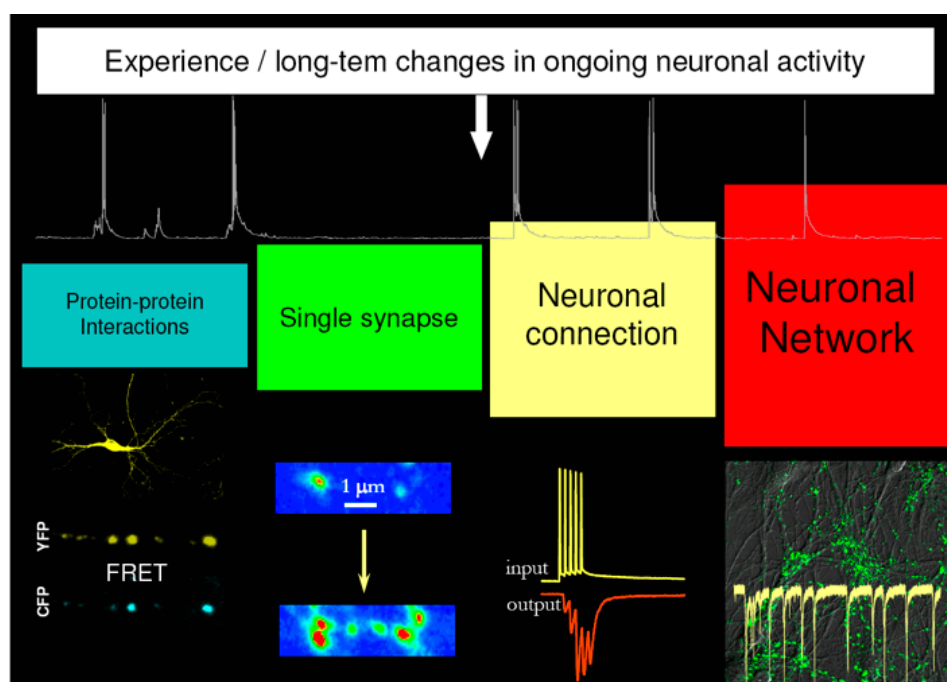 Experience / long-tem changes in ongoing neuronal activity
Protein-protein
Interactions
Single synapse
Neuronal
connection
Neuronal
Network
1 μm
YFP
FRET
CFP
input
output